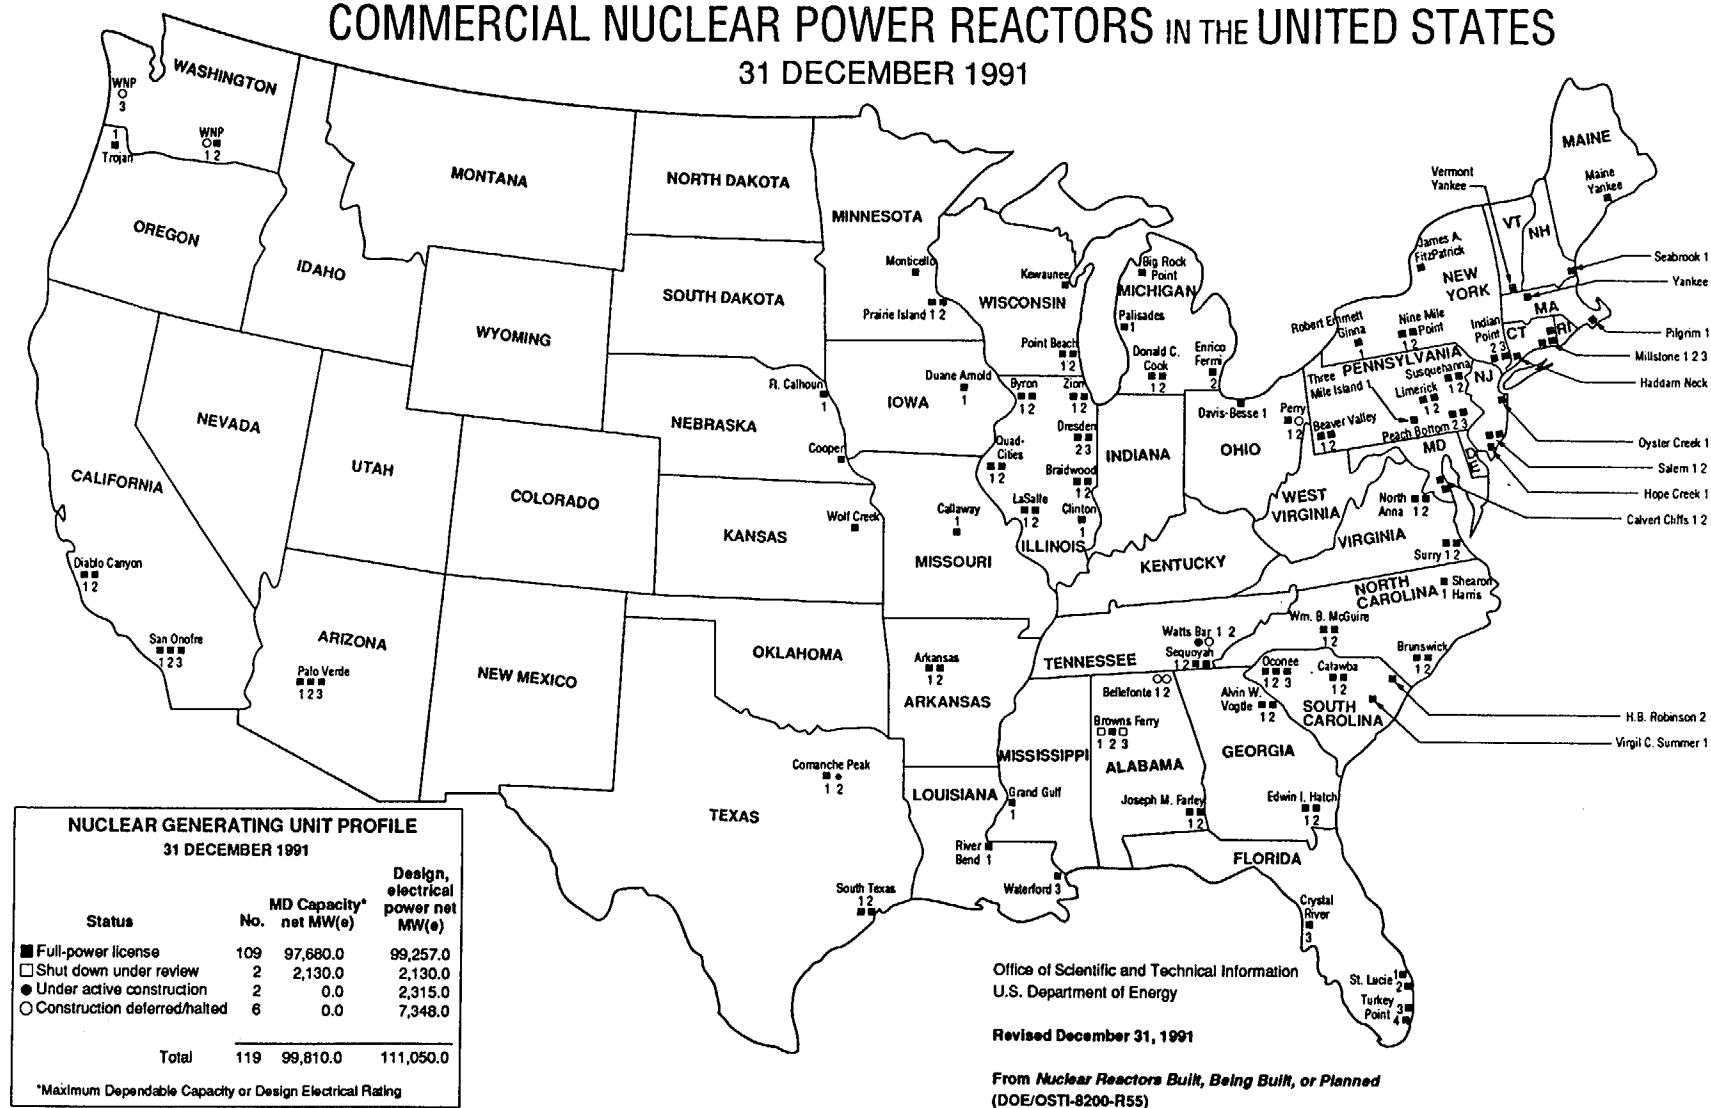 COMMERCIAL NUCLEAR POWER REACTORS IN THE UNITED STATES
31 DECEMBER 1991
WASHINGTON
WNP
3
WNP
1 2
1
Trojan
OREGON
IDAHO
MONTANA
NORTH DAKOTA
SOUTH DAKOTA
WYOMING
NEVADA
UTAH
COLORADO
CALIFORNIA
Diablo Canyon
1 2
San Onofre
1 2 3
ARIZONA
Palo Verde
1 2 3
NEW MEXICO
NEBRASKA
R. Calhoun
1
Cooper
KANSAS
Wolf Creek
OKLAHOMA
TEXAS
Comanche Peak
1 2
South Texas
1 2
MINNESOTA
Monticello
Prairie Island 1 2
IOWA
Duane Arnold
1
MISSOURI
Callaway
1
ARKANSAS
Arkansas
1 2
LOUISIANA
River
Bend 1
Waterford 3
WISCONSIN
Kewaunee
Point Beach
1 2
ILLINOIS
Byron
1 2
Zion
1 2
Dresden
2 3
Quad-
Cities
1 2
Braidwood
1 2
LaSalle
1 2
Clinton
1
MICHIGAN
Big Rock
Point
Palisades
1
Donald C.
Cook
1 2
Enrico
Fermi
2
INDIANA
OHIO
Davis-Besse 1
Perry
1 2
KENTUCKY
TENNESSEE
Watts Bar 1 2
Sequoyah
1 2
MISSISSIPPI
Grand Gulf
1
ALABAMA
Bellefonte 1 2
Browns Ferry
1 2 3
Joseph M. Farley
1 2
GEORGIA
Alvin W.
Vogtle
1 2
Edwin I. Hatch
1 2
FLORIDA
Crystal
River
3
St. Lucie 1
2
Turkey
Point 3
4
SOUTH
CAROLINA
Oconee
1 2 3
Catawba
1 2
H.B. Robinson 2
Virgil C. Summer 1
NORTH
CAROLINA
Wm. B. McGuire
1 2
Shearon
1 Harris
Brunswick
1 2
VIRGINIA
North
Anna 1 2
Surry 1 2
WEST
VIRGINIA
MD
DE
Calvert Cliffs 1 2
PENNSYLVANIA
Three
Mile Island 1
Susquehanna
1 2
Limerick
1 2
Beaver Valley
1 2
Peach Bottom 2 3
NJ
Oyster Creek 1
Salem 1 2
Hope Creek 1
NEW
YORK
James A.
FitzPatrick
Robert Emmett
Ginna
1
Nine Mile
Point
1 2
Indian
Point
2 3
CT
RI
MA
Haddam Neck
Millstone 1 2 3
Pilgrim 1
Yankee
Seabrook 1
VT
NH
Vermont
Yankee
MAINE
Maine
Yankee
NUCLEAR GENERATING UNIT PROFILE
31 DECEMBER 1991
Status No. MD Capacity* net MW(e) Design, electrical power net MW(e)
Full-power license 109 97,680.0 99,257.0
Shut down under review 2 2,130.0 2,130.0
Under active construction 2 0.0 2,315.0
Construction deferred/halted 6 0.0 7,348.0
Total 119 99,810.0 111,050.0
*Maximum Dependable Capacity or Design Electrical Rating
Office of Scientific and Technical Information
U.S. Department of Energy
Revised December 31, 1991
From Nuclear Reactors Built, Being Built, or Planned
(DOE/OSTI-8200-R55)